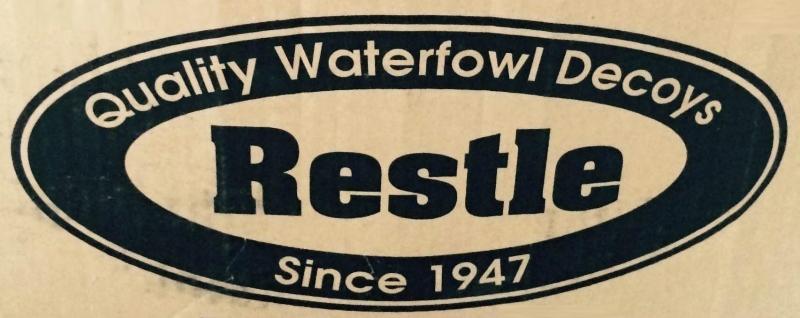 Quality Waterfowl Decoys
Restle
Since 1947